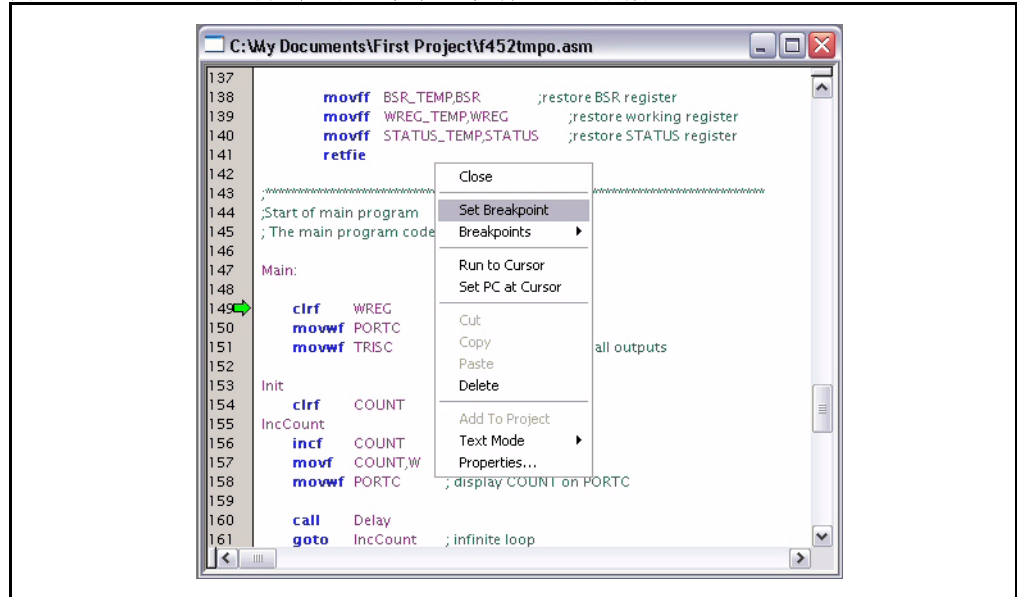 C:\My Documents\First Project\f452tmpo.asm
137
138 movff BSR_TEMP,BSR ;restore BSR register
139 movff WREG_TEMP,WREG ;restore working register
140 movff STATUS_TEMP,STATUS ;restore STATUS register
141 retfie
142
143 ;******************************************************************************
144 ;Start of main program
145 ; The main program code
146
147 Main:
148
149 clrf WREG
150 movwf PORTC
151 movwf TRISC all outputs
152
153 Init
154 clrf COUNT
155 IncCount
156 incf COUNT
157 movf COUNT,W
158 movwf PORTC ; display COUNT on PORTC
159
160 call Delay
161 goto IncCount ; infinite loop
Close
Set Breakpoint
Breakpoints
Run to Cursor
Set PC at Cursor
Cut
Copy
Paste
Delete
Add To Project
Text Mode
Properties...